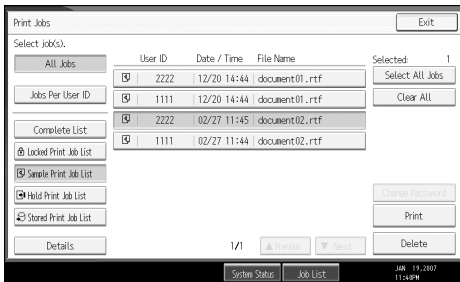 Print Jobs
Exit
Select job(s).
All Jobs
Jobs Per User ID
Complete List
Locked Print Job List
Sample Print Job List
Hold Print Job List
Stored Print Job List
Details
User ID Date / Time File Name
2222 12/20 14:44 document01.rtf
1111 12/20 14:44 document01.rtf
2222 02/27 11:45 document02.rtf
1111 02/27 11:44 document02.rtf
1/1 ▲ Previous ▼ Next
Selected: 1
Select All Jobs
Clear All
Change Password
Print
Delete
System Status Job List
JAN 19,2007
11:40PM